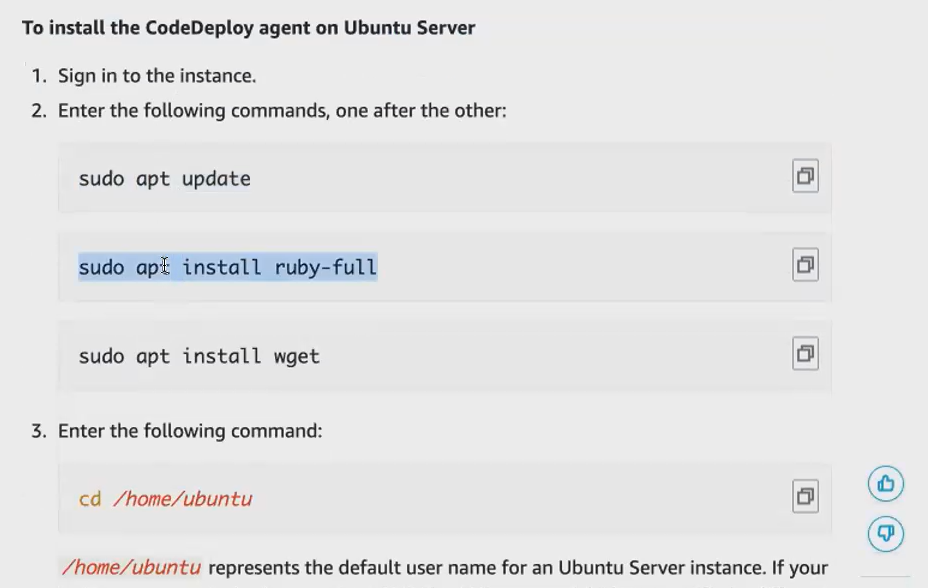 To install the CodeDeploy agent on Ubuntu Server
1. Sign in to the instance.
2. Enter the following commands, one after the other:
sudo apt update
sudo apt install ruby-full
sudo apt install wget
3. Enter the following command:
cd /home/ubuntu
/home/ubuntu represents the default user name for an Ubuntu Server instance. If your